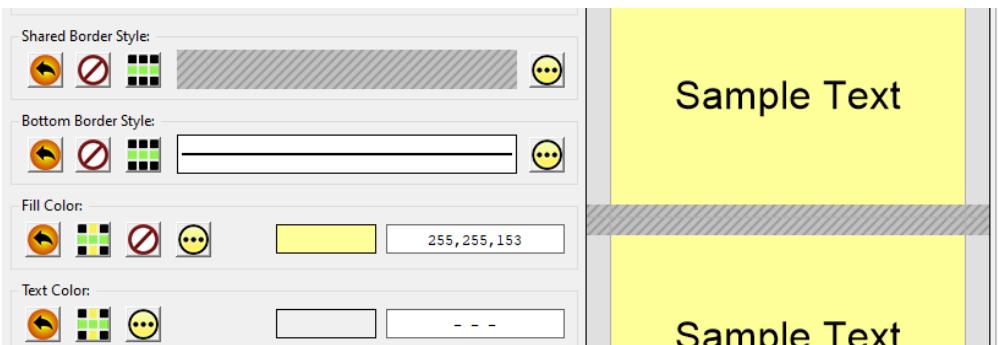 Shared Border Style:
Bottom Border Style:
Fill Color:
255,255,153
Text Color:
- - -
Sample Text
Sample Text